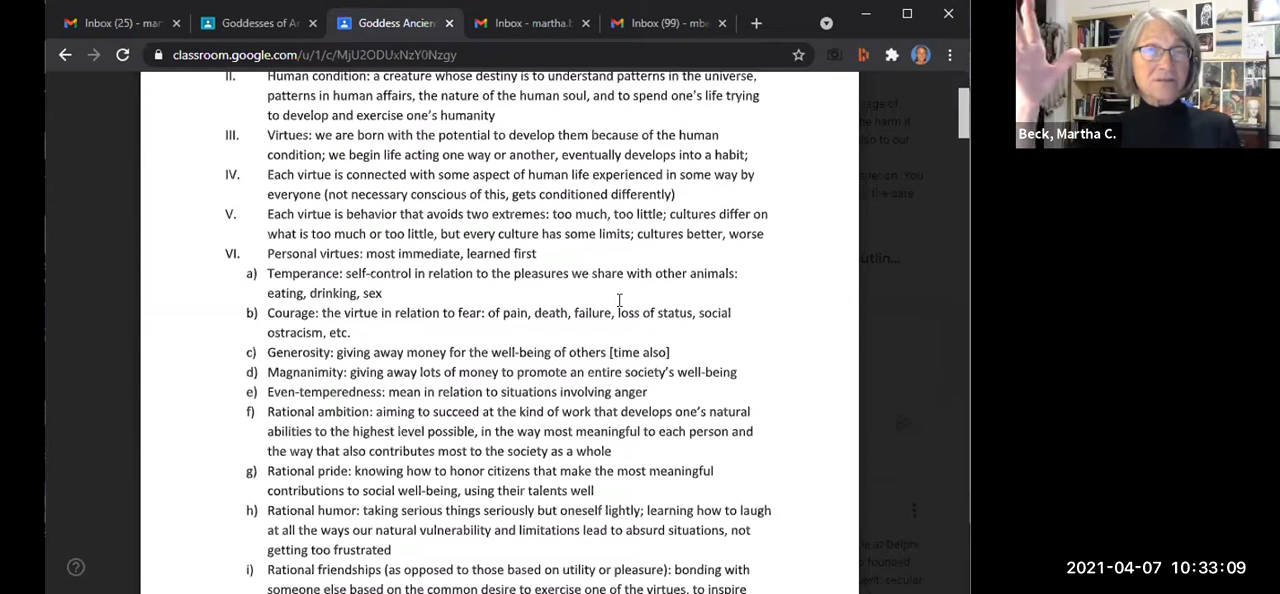 Inbox (25) - mar
Goddesses of Ar
Goddess Ancien
Inbox - martha.
Inbox (99) - mbe
classroom.google.com/u/1/c/MjU2ODUxNzY0Nzgy
II. Human condition: a creature whose destiny is to understand patterns in the universe,
patterns in human affairs, the nature of the human soul, and to spend one's life trying
to develop and exercise one's humanity
III. Virtues: we are born with the potential to develop them because of the human
condition; we begin life acting one way or another, eventually develops into a habit;
IV. Each virtue is connected with some aspect of human life experienced in some way by
everyone (not necessary conscious of this, gets conditioned differently)
V. Each virtue is behavior that avoids two extremes: too much, too little; cultures differ on
what is too much or too little, but every culture has some limits; cultures better, worse
VI. Personal virtues: most immediate, learned first
a) Temperance: self-control in relation to the pleasures we share with other animals:
eating, drinking, sex
b) Courage: the virtue in relation to fear: of pain, death, failure, loss of status, social
ostracism, etc.
c) Generosity: giving away money for the well-being of others [time also]
d) Magnanimity: giving away lots of money to promote an entire society's well-being
e) Even-temperedness: mean in relation to situations involving anger
f) Rational ambition: aiming to succeed at the kind of work that develops one's natural
abilities to the highest level possible, in the way most meaningful to each person and
the way that also contributes most to the society as a whole
g) Rational pride: knowing how to honor citizens that make the most meaningful
contributions to social well-being, using their talents well
h) Rational humor: taking serious things seriously but oneself lightly; learning how to laugh
at all the ways our natural vulnerability and limitations lead to absurd situations, not
getting too frustrated
i) Rational friendships (as opposed to those based on utility or pleasure): bonding with
someone else based on the common desire to exercise one of the virtues, to inspire
Beck, Martha C.
2021-04-07 10:33:09